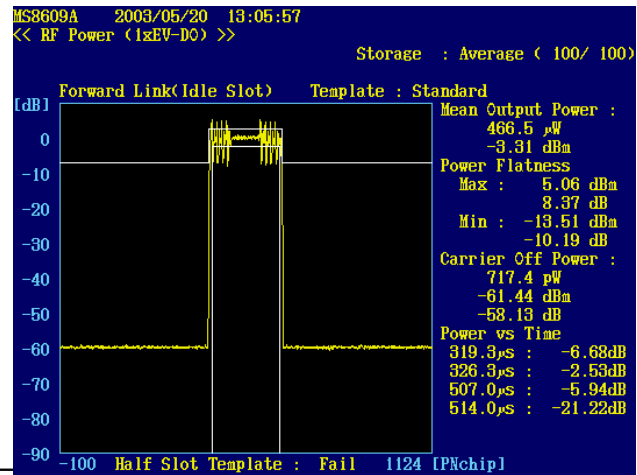 MS8609A 2003/05/20 13:05:57
<< RF Power (1xEV-DO) >>
Storage : Average ( 100/ 100)
Forward Link(Idle Slot) Template : Standard
[dB]
0
-10
-20
-30
-40
-50
-60
-70
-80
-90
Mean Output Power :
466.5 µW
-3.31 dBm
Power Flatness
Max : 5.06 dBm
8.37 dB
Min : -13.51 dBm
-10.19 dB
Carrier Off Power :
717.4 pW
-61.44 dBm
-58.13 dB
Power vs Time
319.3µS : -6.68dB
326.3µS : -2.53dB
507.0µS : -5.94dB
514.0µS : -21.22dB
-100 Half Slot Template : Fail 1124 [PNchip]